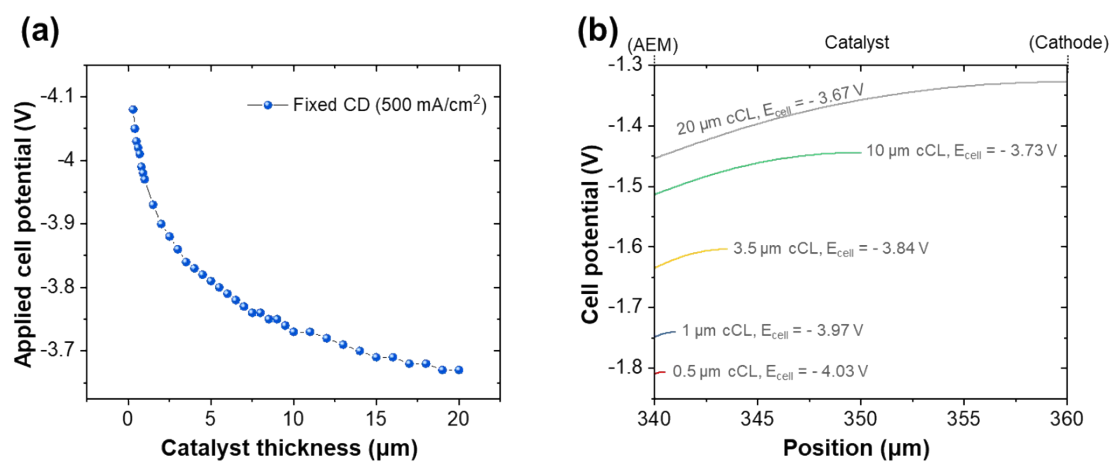 (a)
Applied cell potential (V)
-4.1
-4
-3.9
-3.8
-3.7
Fixed CD (500 mA/cm²)
0
5
10
15
20
Catalyst thickness (μm)
(b)
(AEM)
Catalyst
(Cathode)
Cell potential (V)
-1.3
-1.4
-1.5
-1.6
-1.7
-1.8
20 μm cCL, Ecell = - 3.67 V
10 μm cCL, Ecell = - 3.73 V
3.5 μm cCL, Ecell = - 3.84 V
1 μm cCL, Ecell = - 3.97 V
0.5 μm cCL, Ecell = - 4.03 V
340
345
350
355
360
Position (μm)